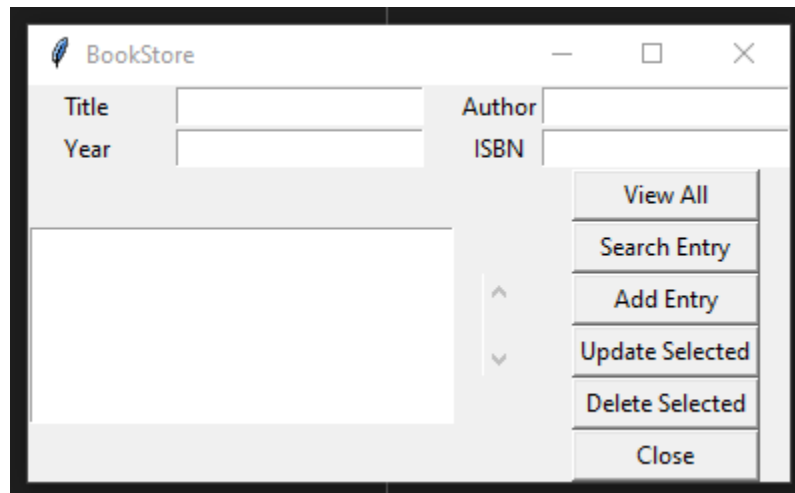 BookStore
Title Author
Year ISBN
View All
Search Entry
Add Entry
Update Selected
Delete Selected
Close